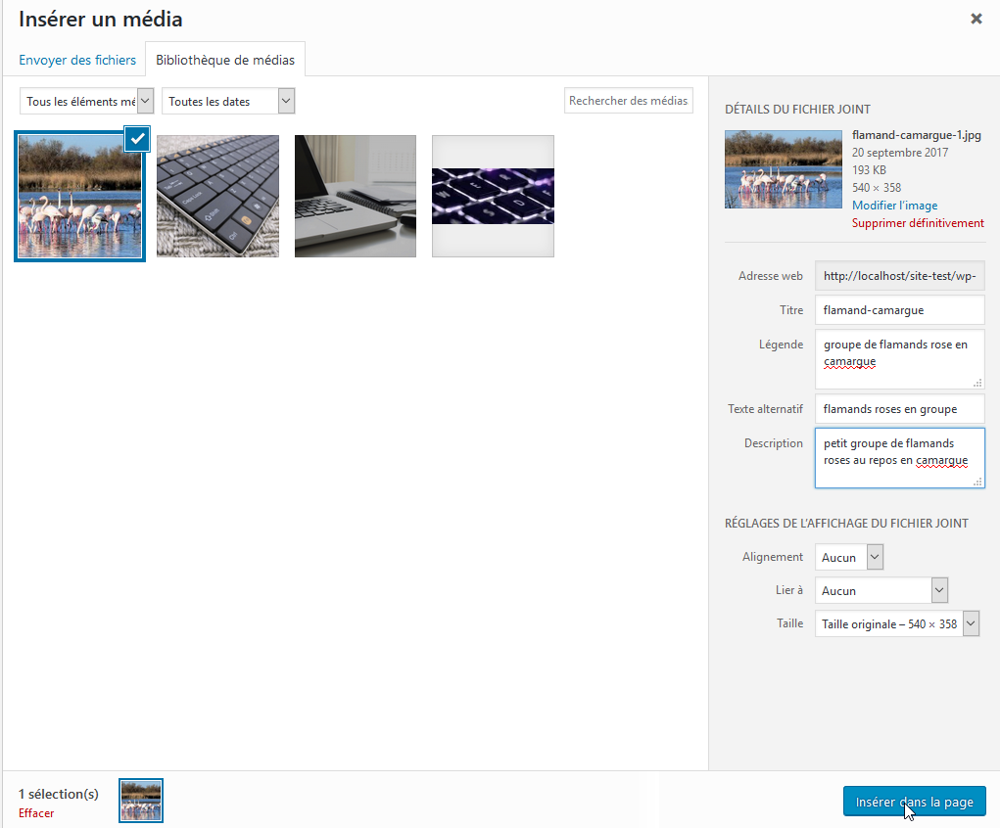 Insérer un média
Envoyer des fichiers
Bibliothèque de médias
Tous les éléments mé
Toutes les dates
Rechercher des médias
DÉTAILS DU FICHIER JOINT
flamand-camargue-1.jpg
20 septembre 2017
193 KB
540 × 358
Modifier l’image
Supprimer définitivement
Adresse web
http://localhost/site-test/wp-
Titre
flamand-camargue
Légende
groupe de flamands rose en
camargue
Texte alternatif
flamands roses en groupe
Description
petit groupe de flamands
roses au repos en camargue
RÉGLAGES DE L’AFFICHAGE DU FICHIER JOINT
Alignement
Aucun
Lier à
Aucun
Taille
Taille originale – 540 × 358
1 sélection(s)
Effacer
Insérer dans la page